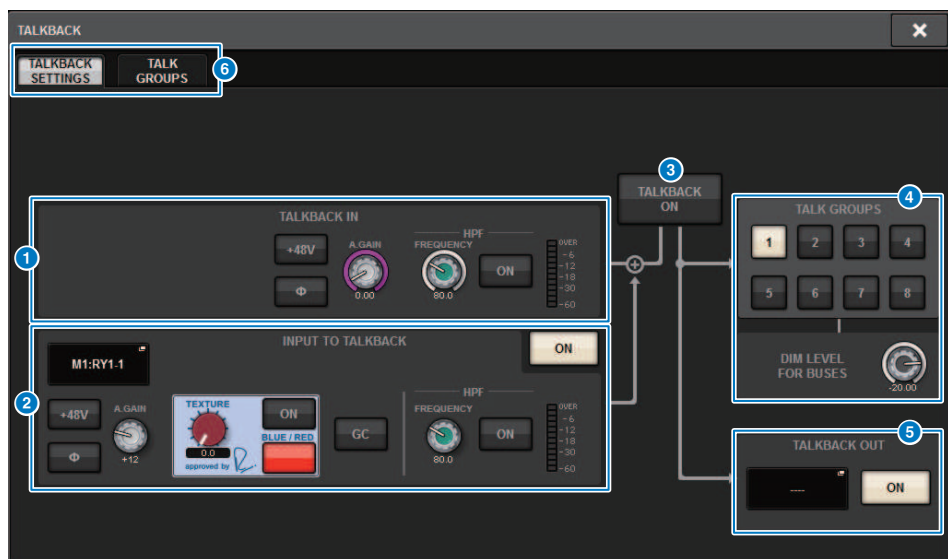 TALKBACK
TALKBACK SETTINGS
TALK GROUPS
6
3
TALKBACK ON
4
TALK GROUPS
1 2 3 4
5 6 7 8
DIM LEVEL FOR BUSES
-20.00
1
TALKBACK IN
+48V
Φ
A.GAIN
0.00
HPF
FREQUENCY
80.0
ON
OVER
-6
-12
-18
-30
-60
2
INPUT TO TALKBACK
ON
M1:RY1-1
+48V
Φ
A.GAIN
+12
TEXTURE
0.0
approved by
ON
BLUE / RED
GC
HPF
FREQUENCY
80.0
ON
OVER
-6
-12
-18
-30
-60
5
TALKBACK OUT
----
ON